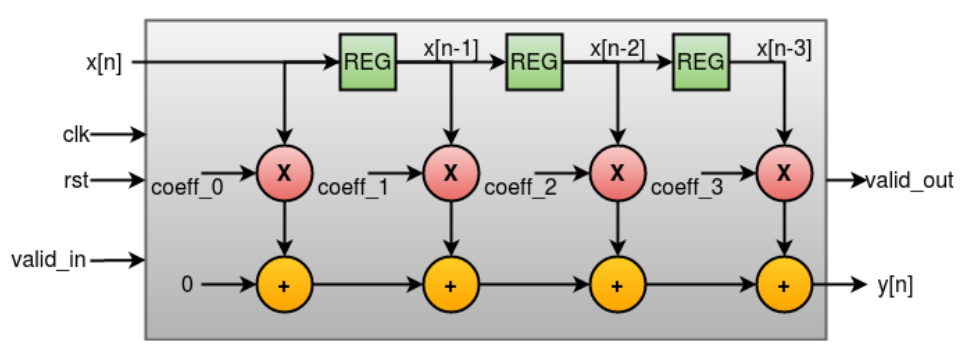 x[n]
REG
x[n-1]
REG
x[n-2]
REG
x[n-3]
clk
rst
coeff_0
X
coeff_1
X
coeff_2
X
coeff_3
X
valid_out
valid_in
0
+
+
+
+
y[n]